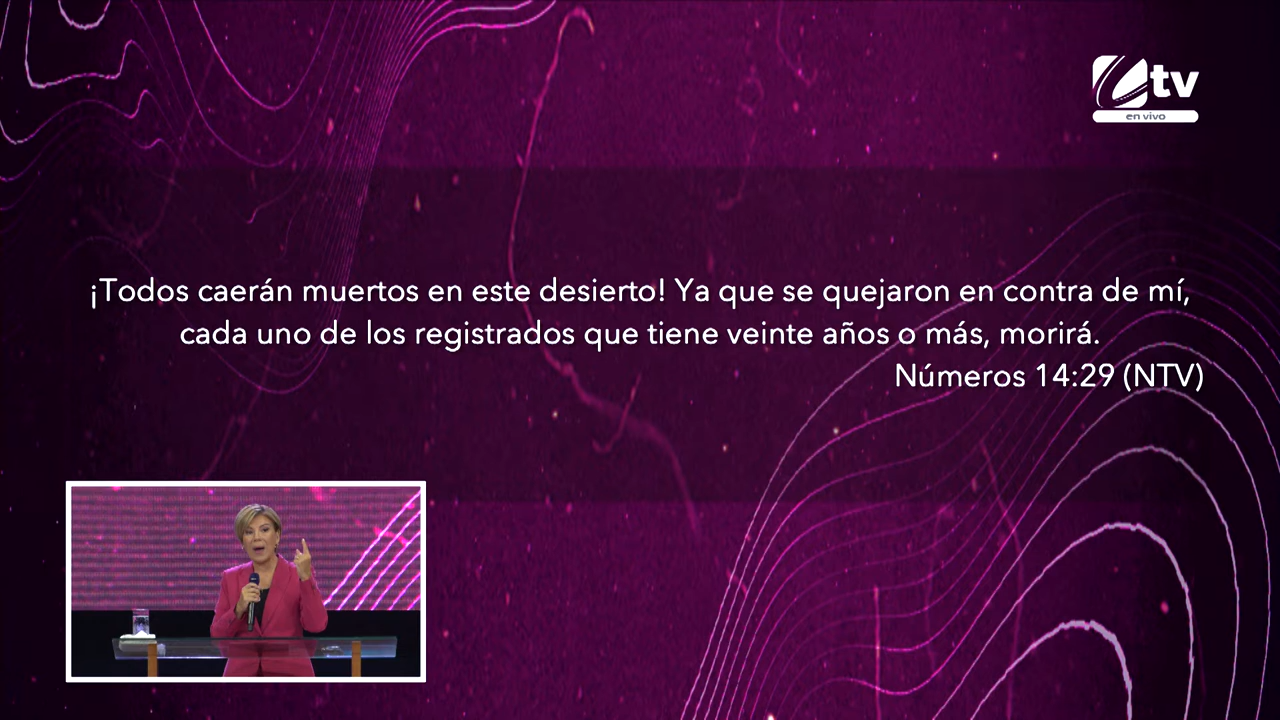 tv
en vivo
¡Todos caerán muertos en este desierto! Ya que se quejaron en contra de mí,
cada uno de los registrados que tiene veinte años o más, morirá.
Números 14:29 (NTV)